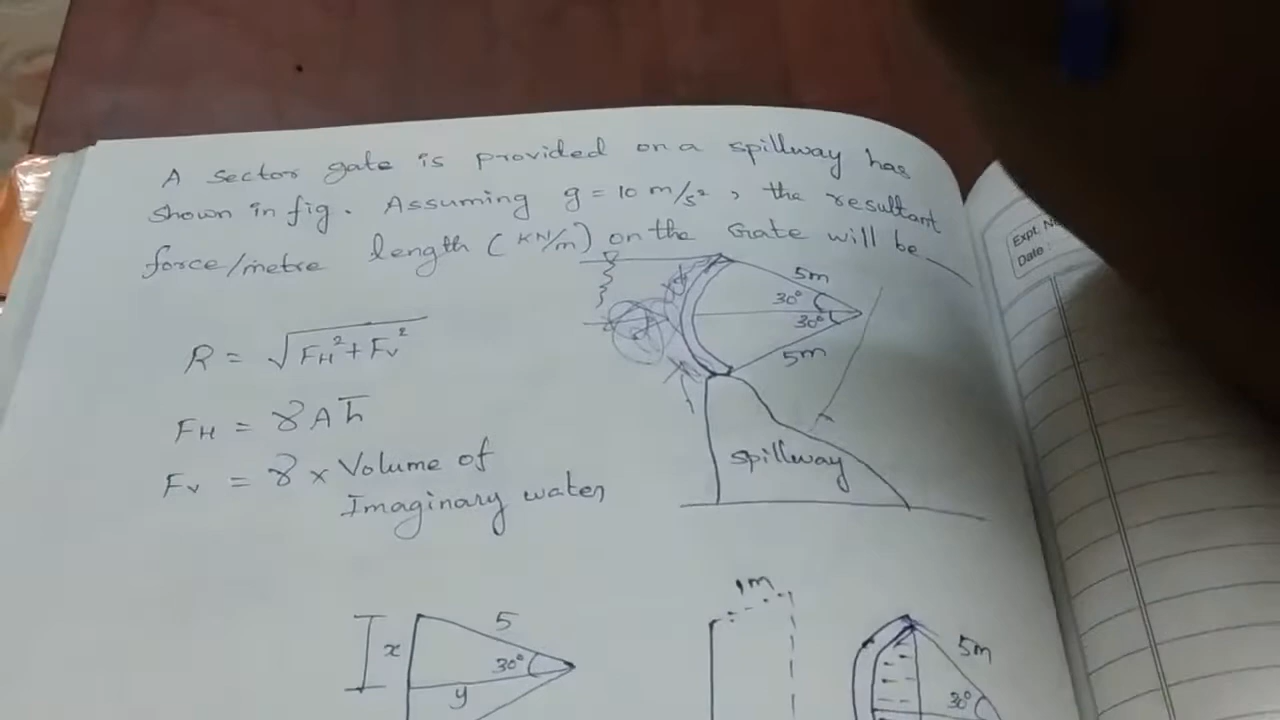 A sector gate is provided on a spillway has
shown in fig. Assuming g = 10 m/s², the resultant
force/metre length (KN/m) on the Gate will be
5m
30°
30°
5m
R = √FH² + Fv²
FH = γ A h̄
Fv = γ × Volume of
Imaginary water
spillway
Expt. N
Date :
1m
x
5
30°
y
5m
30°